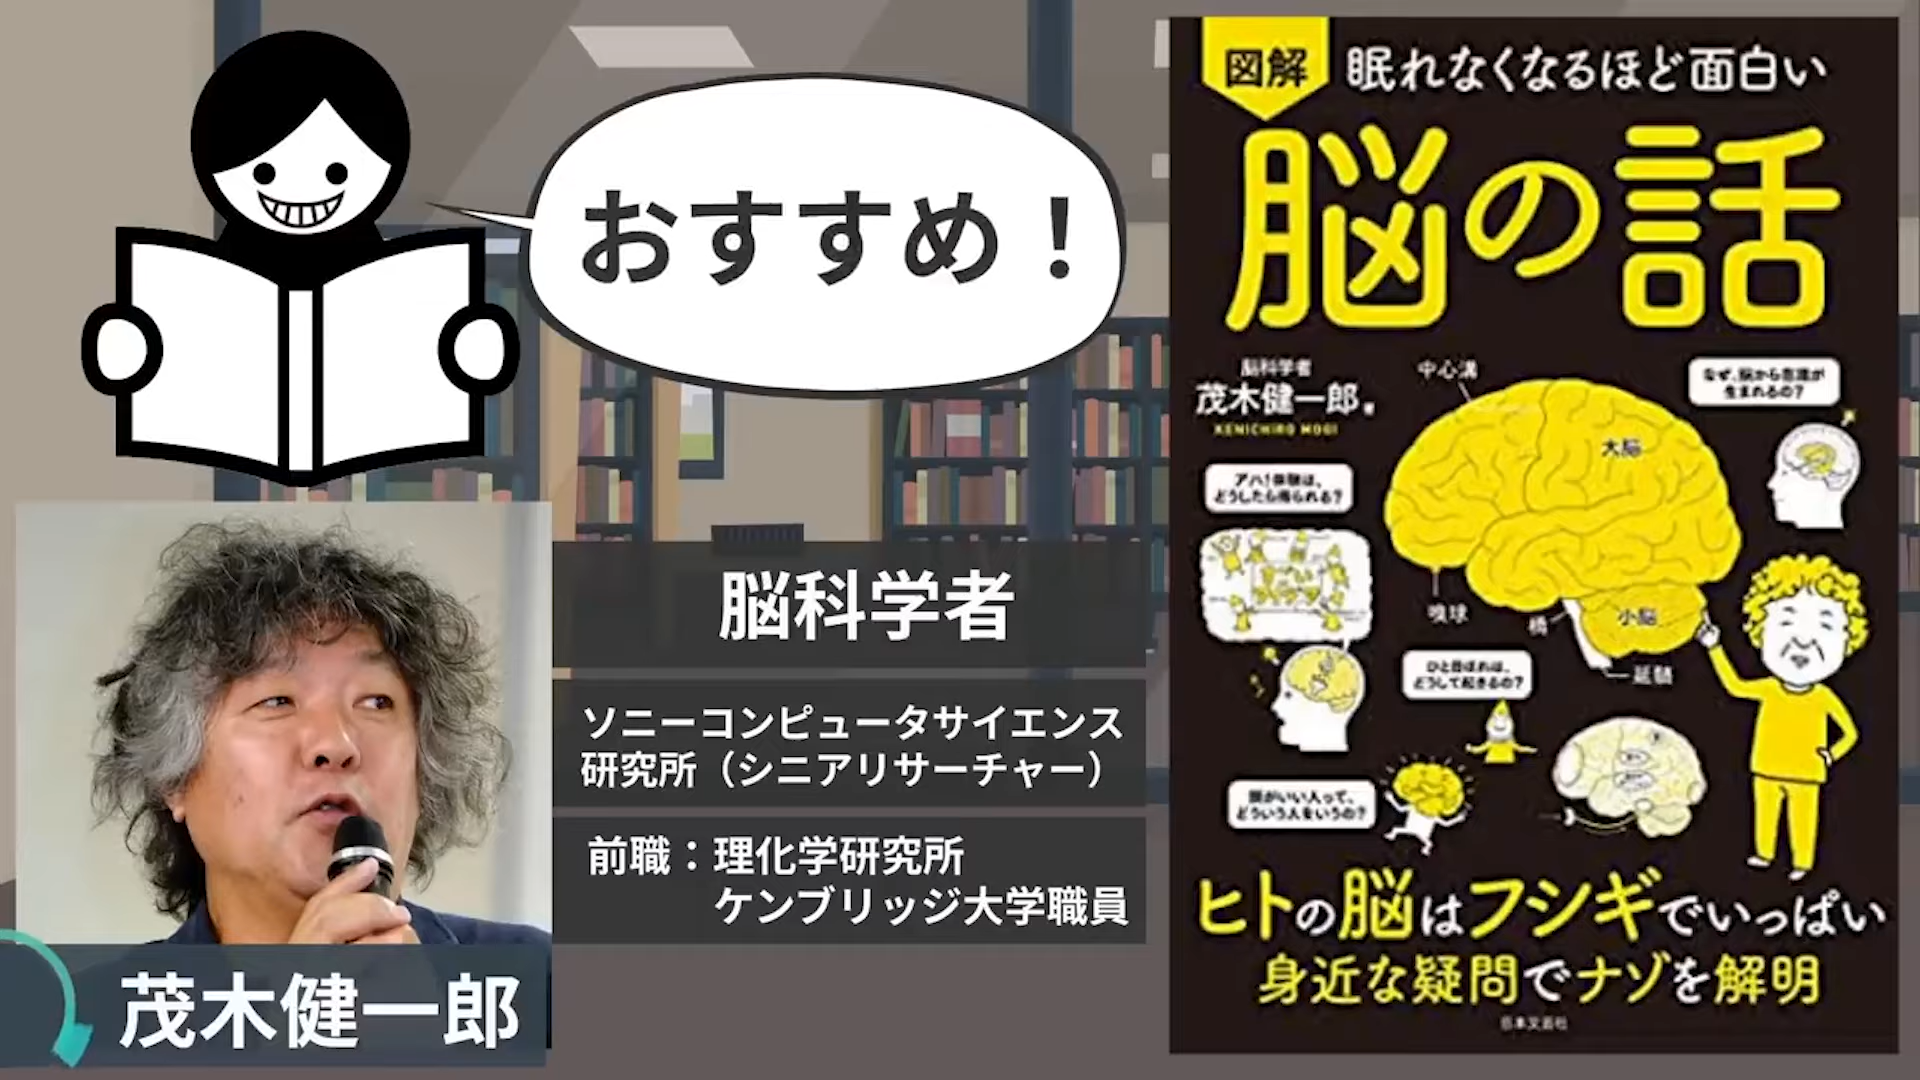 おすすめ！
脳科学者
ソニーコンピュータサイエンス
研究所（シニアリサーチャー）
前職：理化学研究所
ケンブリッジ大学職員
茂木健一郎
図解
眠れなくなるほど面白い
脳の話
脳科学者
茂木健一郎 著
KENICHIRO MOGI
中心溝
なぜ、脳から意識が
生まれるの？
大脳
アハ！体験は、
どうしたら得られる？
嗅球
橋
小脳
延髄
ひと目ぼれは、
どうして起きるの？
頭がいい人って、
どういう人をいうの？
ヒトの脳はフシギでいっぱい
身近な疑問でナゾを解明
日本文芸社